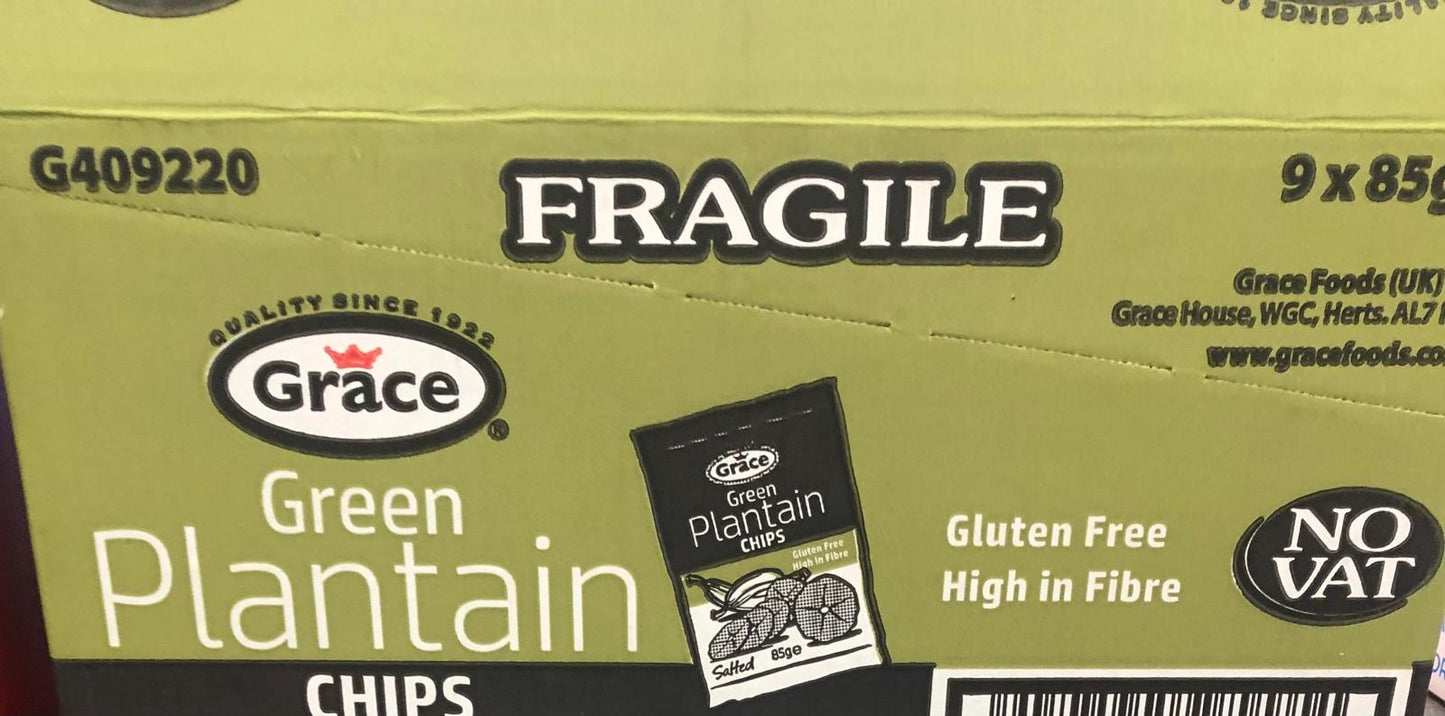 G409220
FRAGILE
9 x 85g
Grace Foods (UK)
Grace House, WGC, Herts. AL7
www.gracefoods.co
QUALITY SINCE 1922
Grace
®
Green
Plantain
CHIPS
Grace
Green
Plantain
CHIPS
Gluten Free
High in Fibre
Salted 85g e
Gluten Free
High in Fibre
NO
VAT